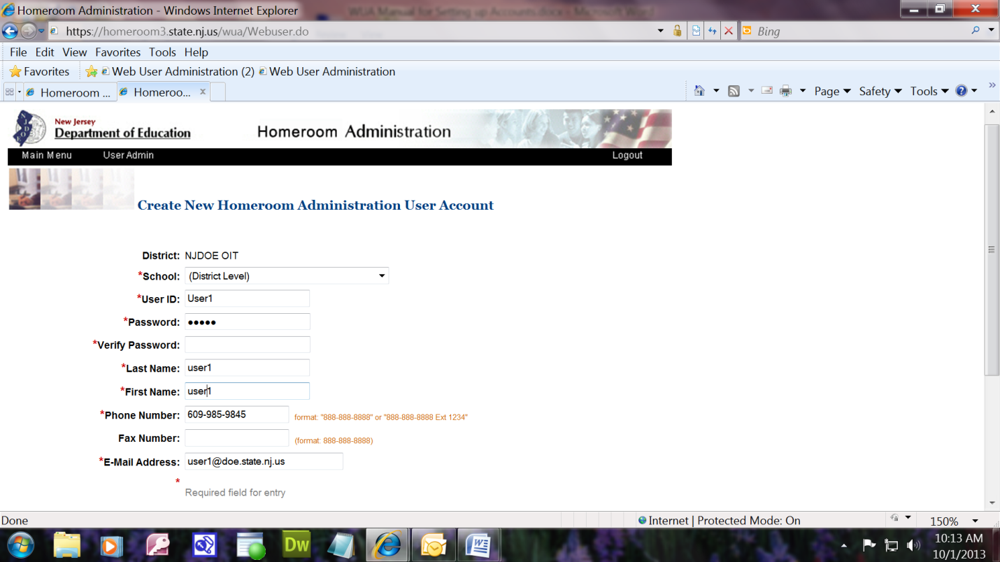 Homeroom Administration - Windows Internet Explorer
WUA Manual for Setting up Accounts.docx - Microsoft Word
https://homeroom3.state.nj.us/wua/Webuser.do
Bing
File Edit View Favorites Tools Help
Favorites Web User Administration (2) Web User Administration
Homeroom ... Homeroo... x Page Safety Tools
NJDOE
New Jersey
Department of Education
Homeroom Administration
Main Menu User Admin Logout
Create New Homeroom Administration User Account
District: NJDOE OIT
*School: (District Level)
*User ID: User1
*Password: •••••
*Verify Password:
*Last Name: user1
*First Name: user1
*Phone Number: 609-985-9845 format: "888-888-8888" or "888-888-8888 Ext 1234"
Fax Number: (format: 888-888-8888)
*E-Mail Address: user1@doe.state.nj.us
*
Required field for entry
Done Internet | Protected Mode: On 150%
Dw
10:13 AM
10/1/2013